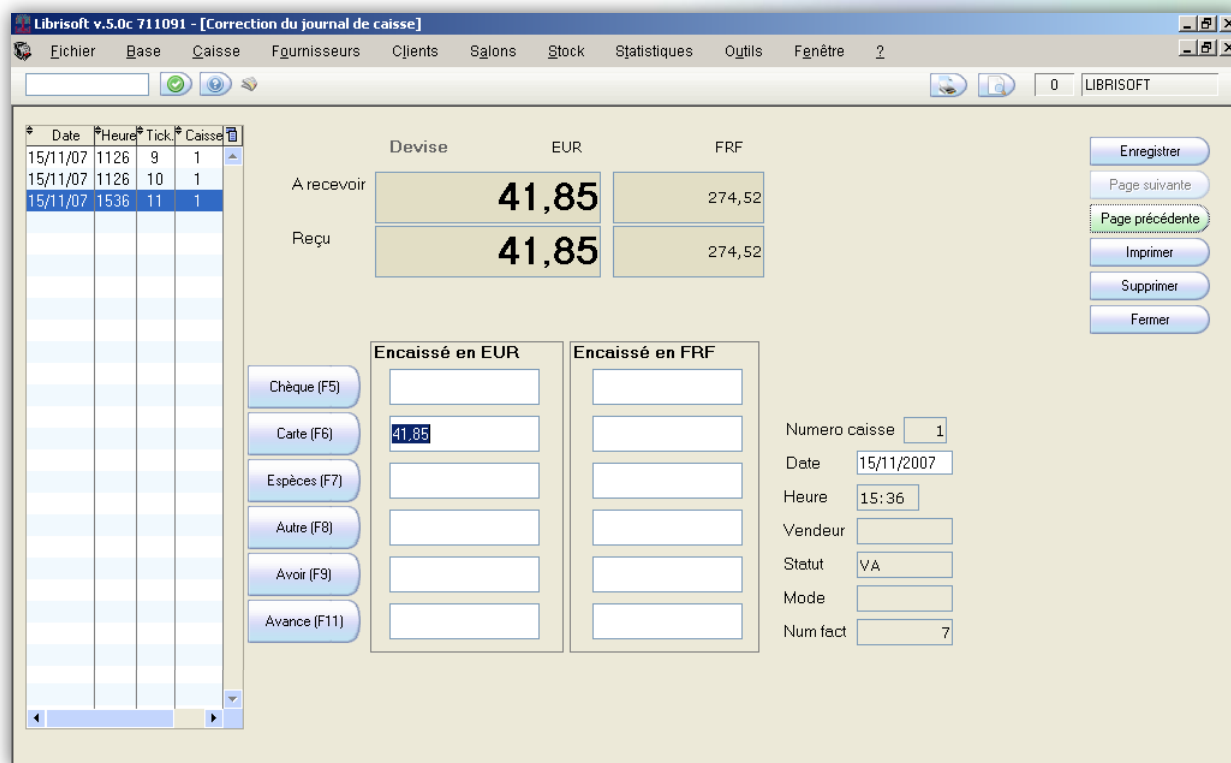 Librisoft v.5.0c 711091 - [Correction du journal de caisse]
Fichier Base Caisse Fournisseurs Clients Salons Stock Statistiques Outils Fenêtre ?
0 LIBRISOFT
Date Heure Tick. Caisse
15/11/07 1126 9 1
15/11/07 1126 10 1
15/11/07 1536 11 1
Devise EUR FRF
A recevoir 41,85 274,52
Reçu 41,85 274,52
Enregistrer
Page suivante
Page précédente
Imprimer
Supprimer
Fermer
Encaissé en EUR Encaissé en FRF
Chèque (F5)
Carte (F6) 41,85
Espèces (F7)
Autre (F8)
Avoir (F9)
Avance (F11)
Numero caisse 1
Date 15/11/2007
Heure 15:36
Vendeur
Statut VA
Mode
Num fact 7